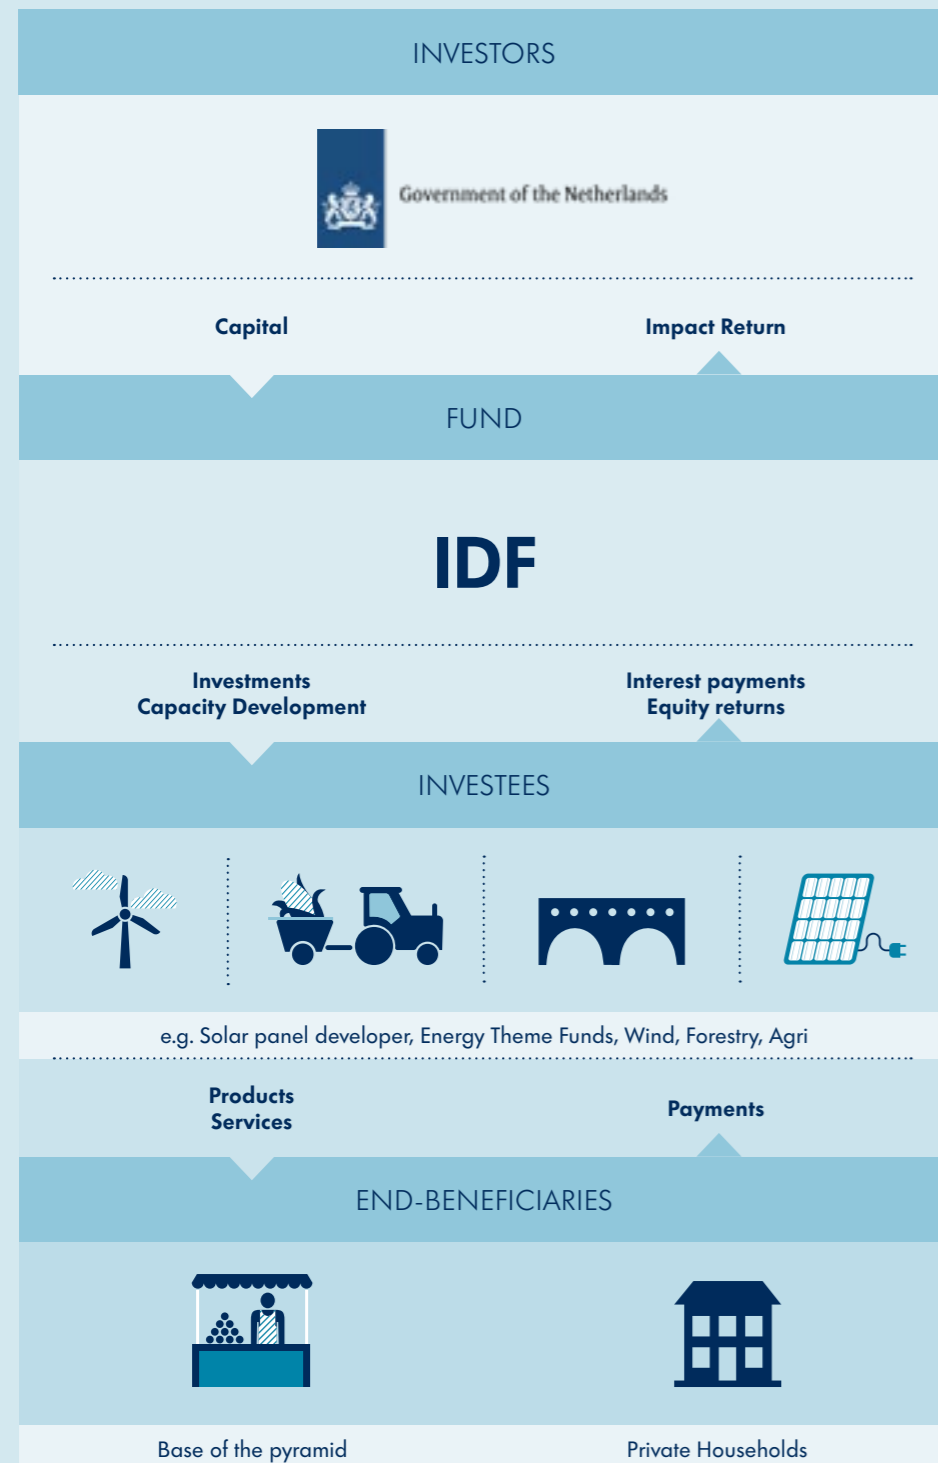 INVESTORS
Government of the Netherlands
Capital
Impact Return
FUND
IDF
Investments
Capacity Development
Interest payments
Equity returns
INVESTEES
e.g. Solar panel developer, Energy Theme Funds, Wind, Forestry, Agri
Products
Services
Payments
END-BENEFICIARIES
Base of the pyramid
Private Households